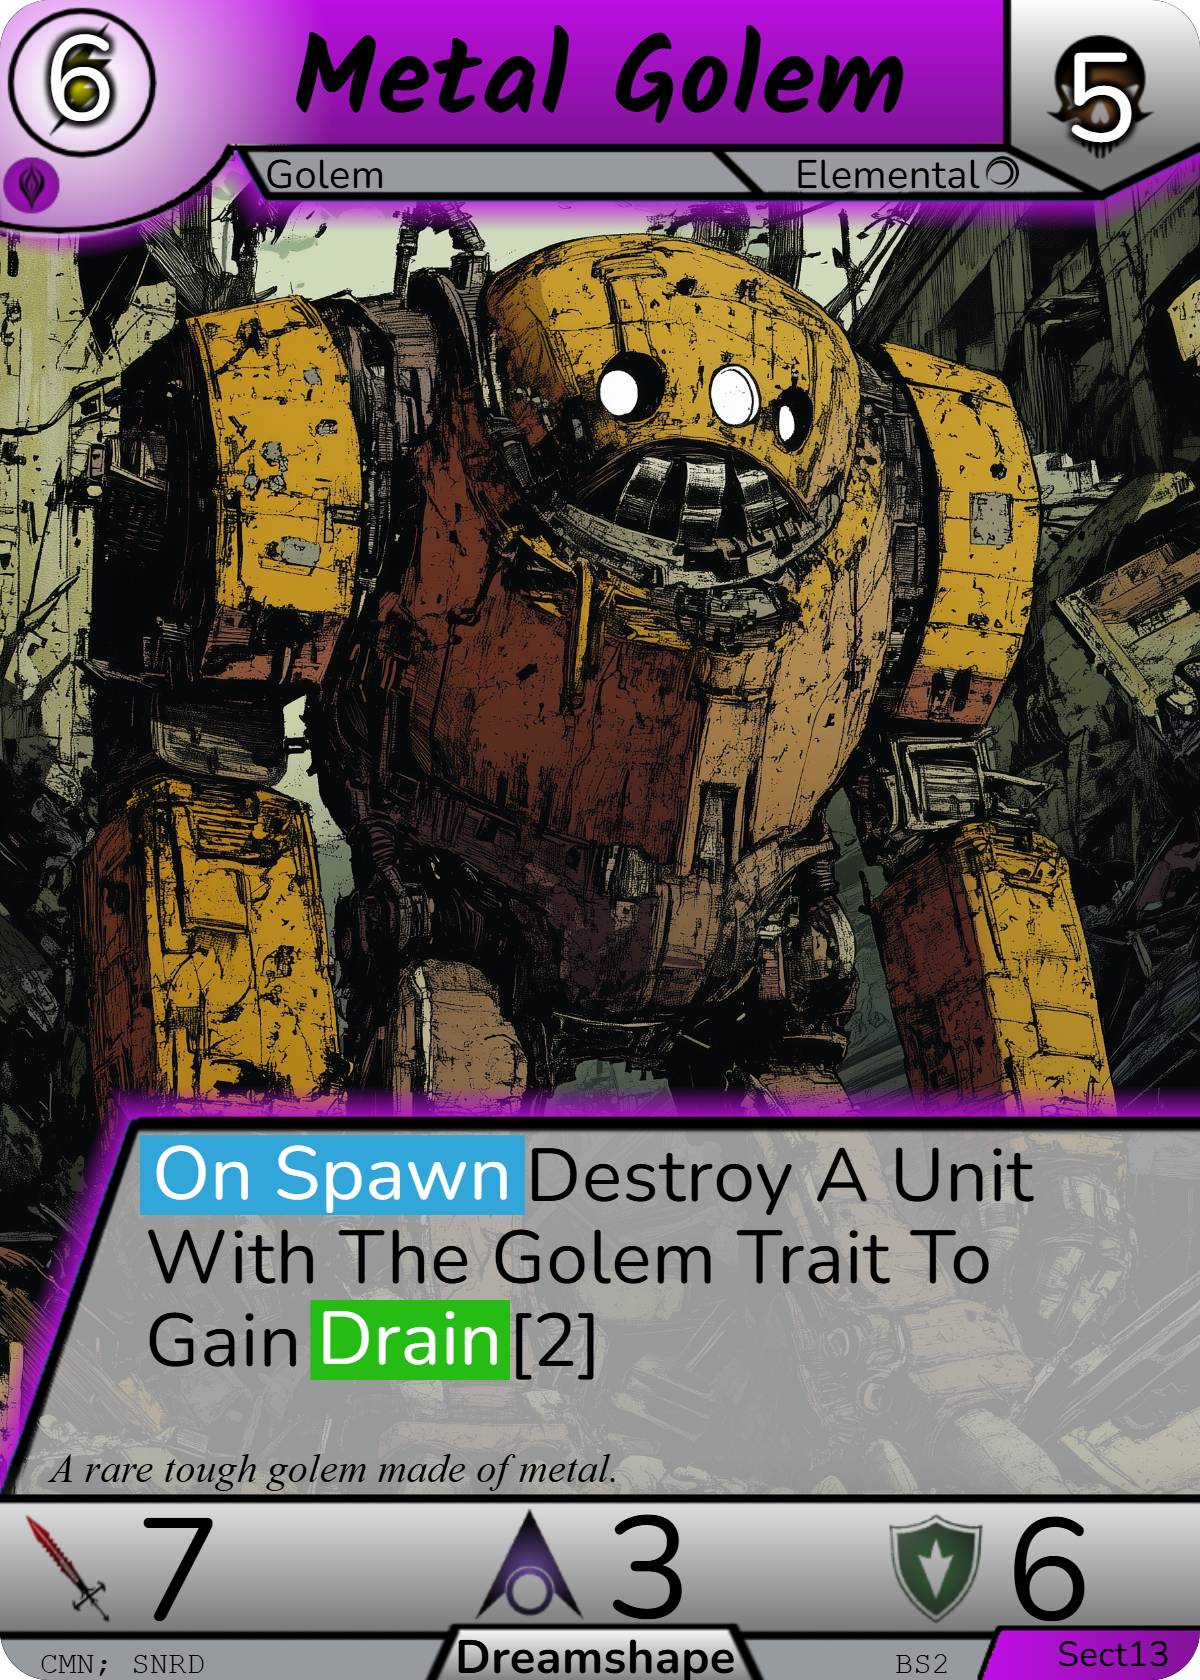 6
Metal Golem
5
Golem
Elemental
On Spawn Destroy A Unit
With The Golem Trait To
Gain Drain [2]
A rare tough golem made of metal.
7
3
6
CMN; SNRD
Dreamshape
BS2
Sect13